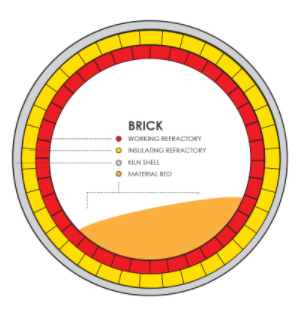 BRICK
WORKING REFRACTORY
INSULATING REFRACTORY
KILN SHELL
MATERIAL BED